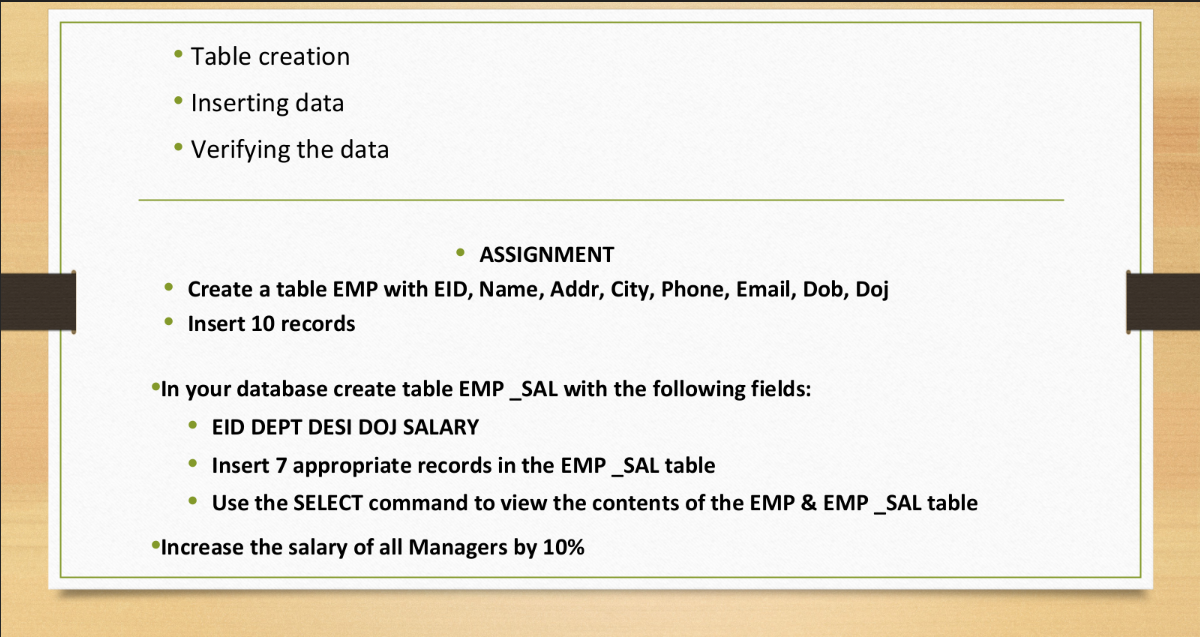 • Table creation
• Inserting data
• Verifying the data
• ASSIGNMENT
• Create a table EMP with EID, Name, Addr, City, Phone, Email, Dob, Doj
• Insert 10 records
•In your database create table EMP _SAL with the following fields:
• EID DEPT DESI DOJ SALARY
• Insert 7 appropriate records in the EMP _SAL table
• Use the SELECT command to view the contents of the EMP & EMP _SAL table
•Increase the salary of all Managers by 10%